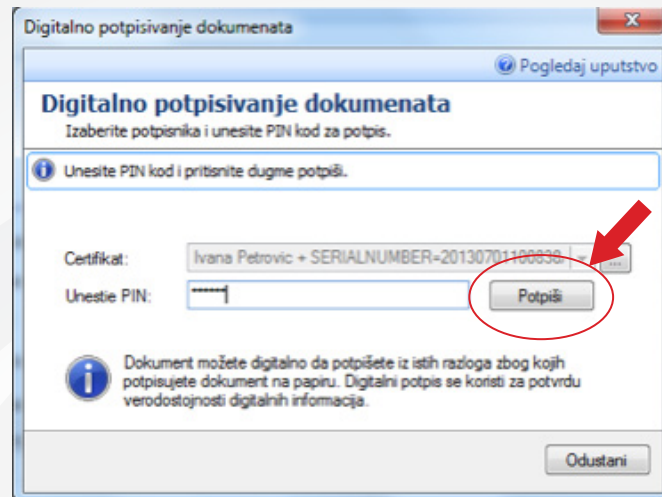 Digitalno potpisivanje dokumenata
Pogledaj uputstvo
Digitalno potpisivanje dokumenata
Izaberite potpisnika i unesite PIN kod za potpis.
Unesite PIN kod i pritisnite dugme potpiši.
Certifikat: Ivana Petrovic + SERIALNUMBER= ...
Unestie PIN: ****** Potpiši
Dokument možete digitalno da potpišete iz istih razloga zbog kojih
potpisujete dokument na papiru. Digitalni potpis se koristi za potvrdu
verodostojnosti digitalnih informacija.
Odustani